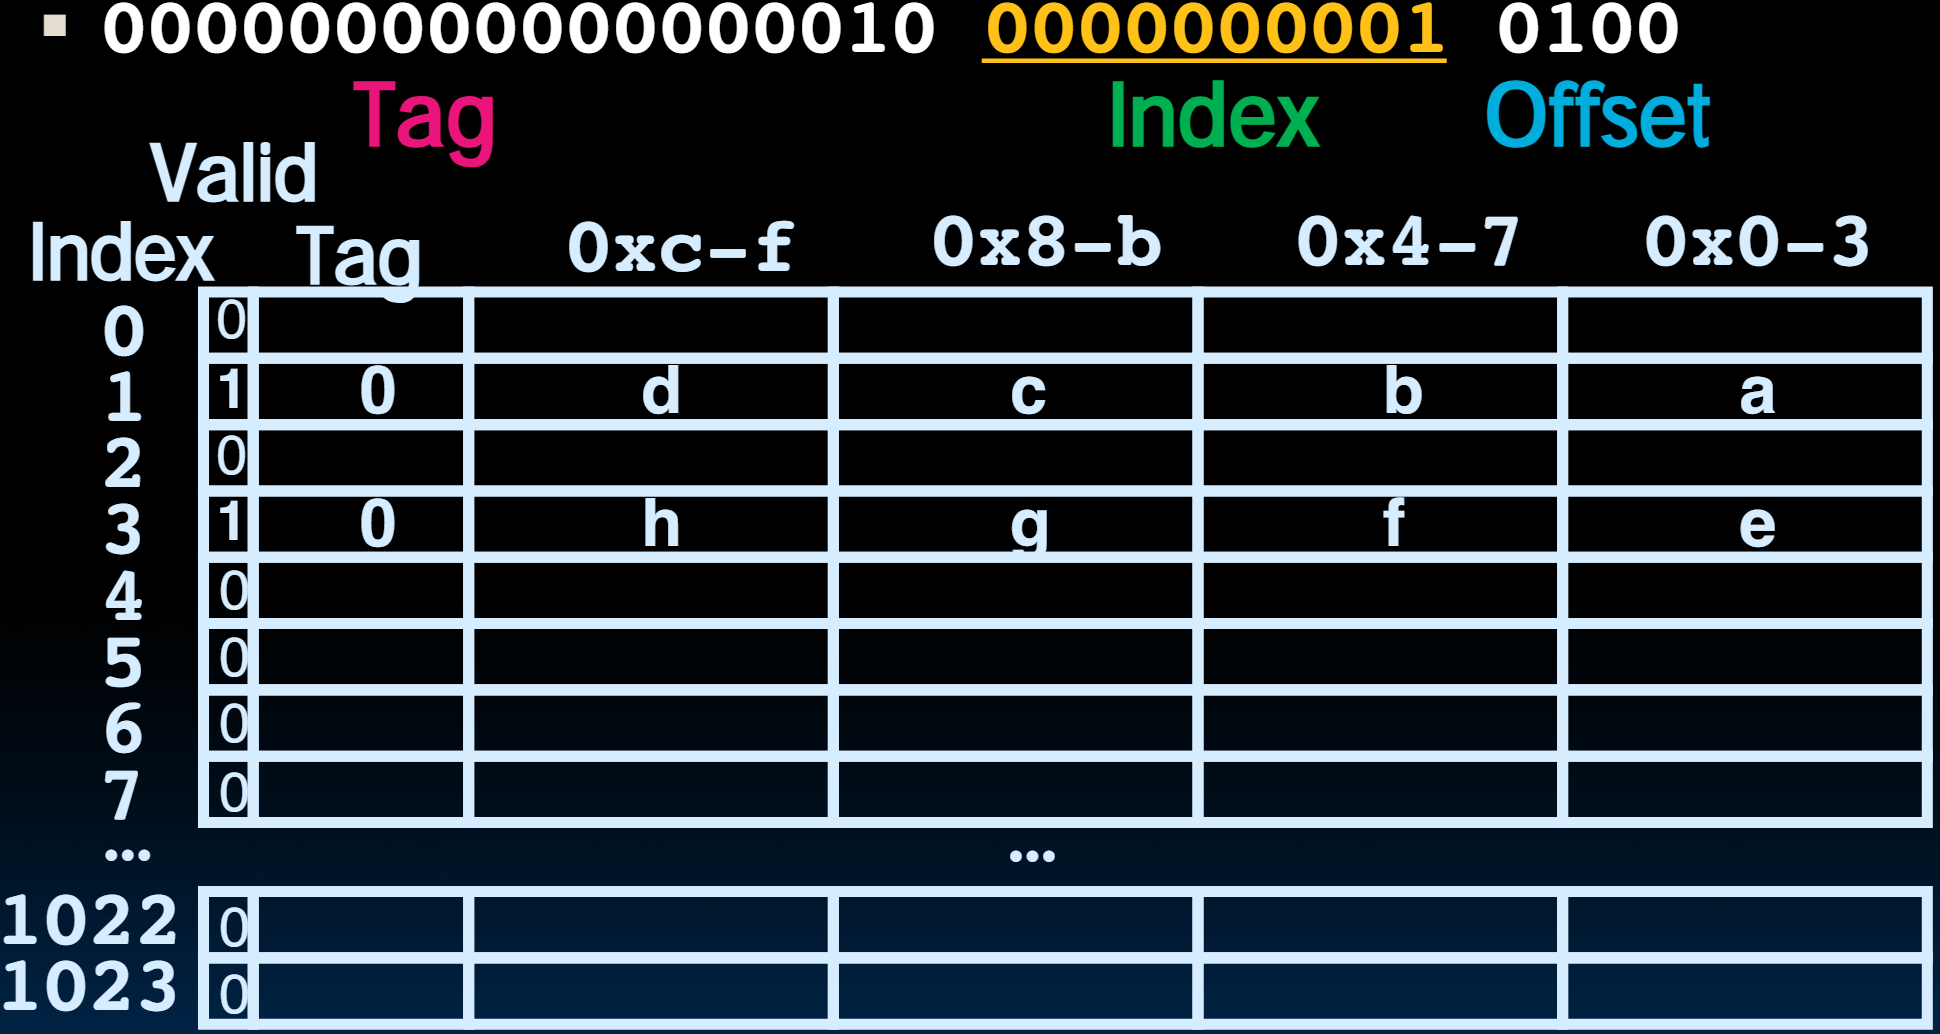 ▪ 000000000000000010 0000000001 0100
Tag Index Offset
Valid
Index Tag 0xc-f 0x8-b 0x4-7 0x0-3
0 0
1 1 0 d c b a
2 0
3 1 0 h g f e
4 0
5 0
6 0
7 0
... ...
1022 0
1023 0